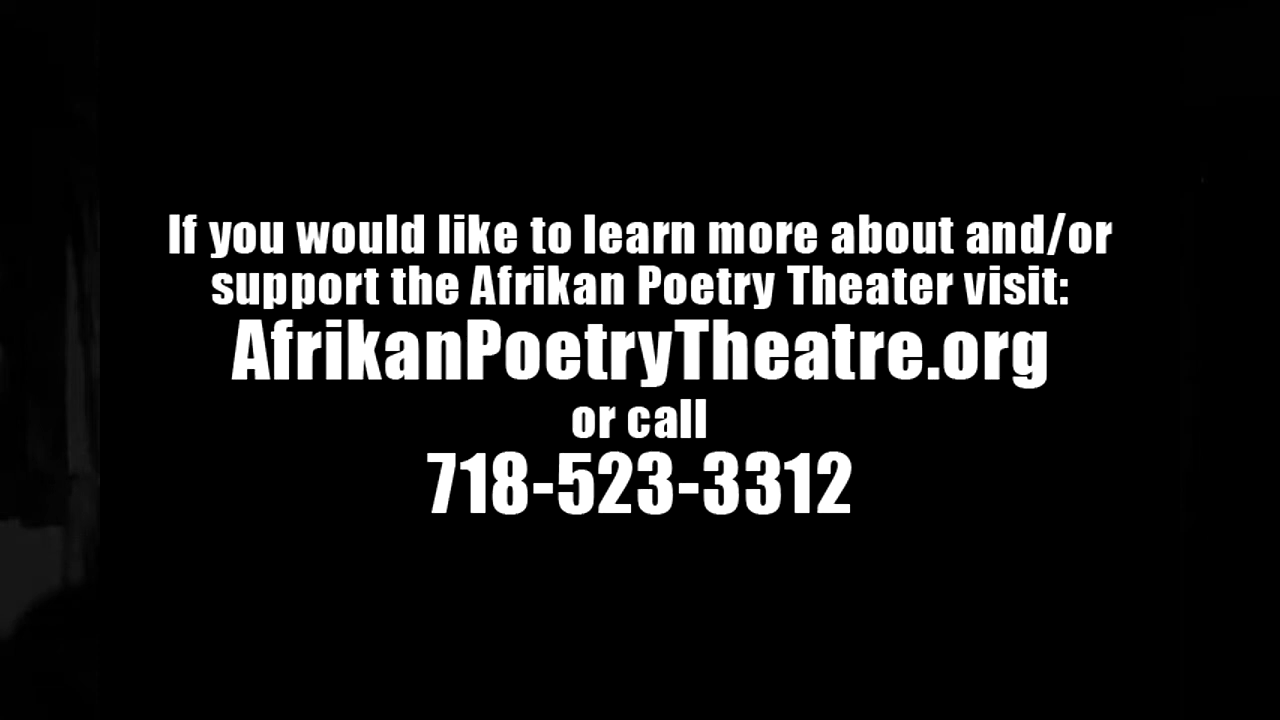 If you would like to learn more about and/or
support the Afrikan Poetry Theater visit:
AfrikanPoetryTheatre.org
or call
718-523-3312